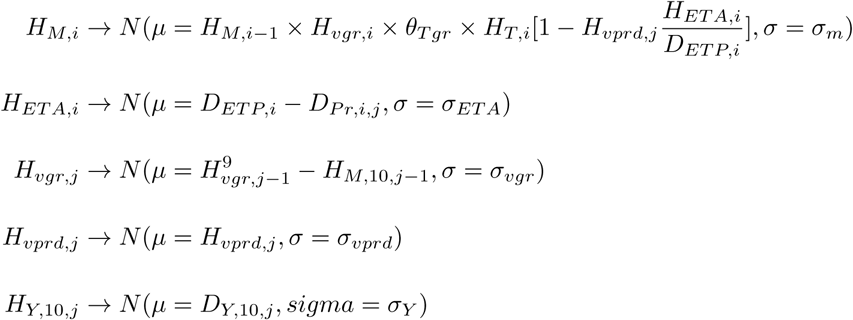 H_{M,i} → N(μ = H_{M,i−1} × H_{vgr,i} × θ_{Tgr} × H_{T,i}[1 − H_{vprd,j} \frac{H_{ETA,i}}{D_{ETP,i}}], σ = σ_m)
H_{ETA,i} → N(μ = D_{ETP,i} − D_{Pr,i,j}, σ = σ_{ETA})
H_{vgr,j} → N(μ = H^9_{vgr,j−1} − H_{M,10,j−1}, σ = σ_{vgr})
H_{vprd,j} → N(μ = H_{vprd,j}, σ = σ_{vprd})
H_{Y,10,j} → N(μ = D_{Y,10,j}, sigma = σ_Y)